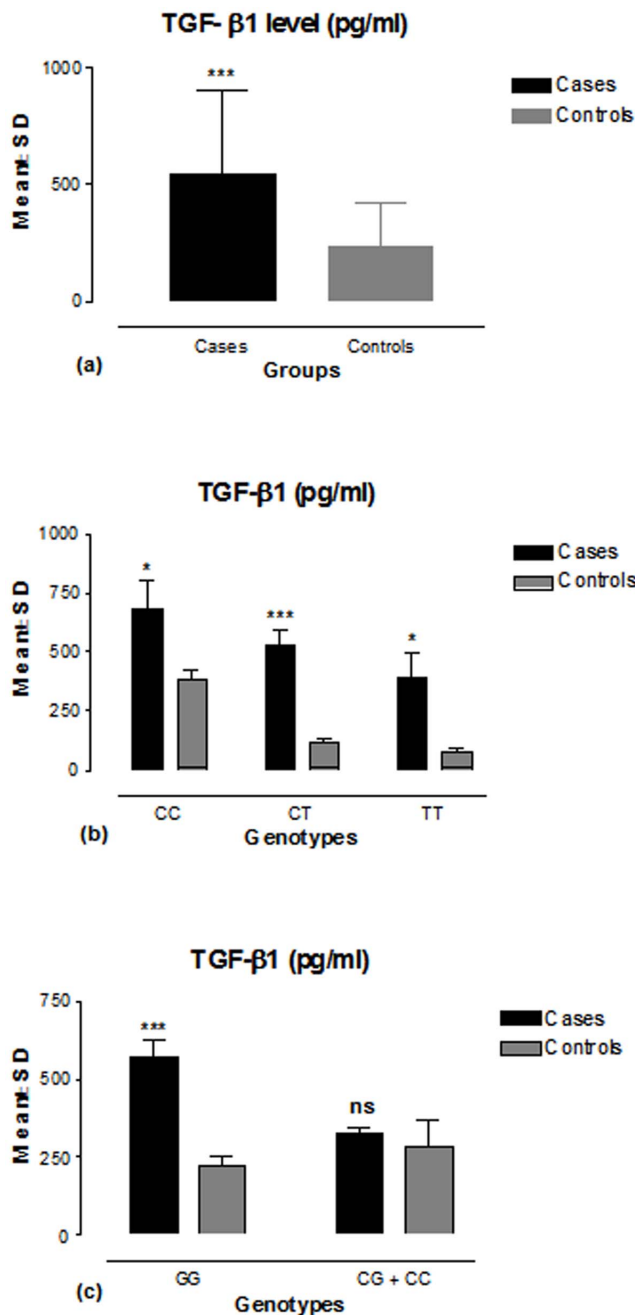 TGF- β1 level (pg/ml)
1000
500
0
Mean±SD
***
Cases
Controls
Cases
Controls
Groups
(a)
TGF-β1 (pg/ml)
1000
750
500
250
0
Mean±SD
*
***
*
Cases
Controls
CC
CT
TT
Genotypes
(b)
TGF-β1 (pg/ml)
750
500
250
0
Mean±SD
***
ns
Cases
Controls
GG
CG + CC
Genotypes
(c)